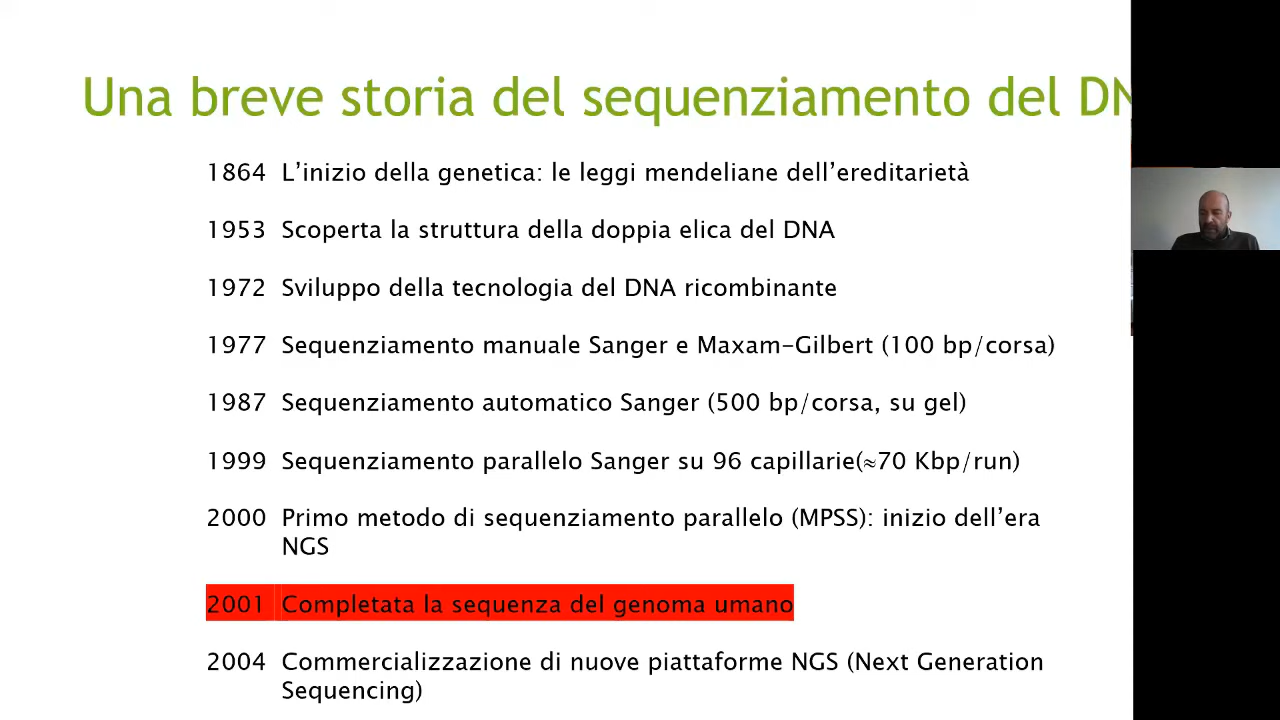 Una breve storia del sequenziamento del DN
1864 L’inizio della genetica: le leggi mendeliane dell’ereditarietà
1953 Scoperta la struttura della doppia elica del DNA
1972 Sviluppo della tecnologia del DNA ricombinante
1977 Sequenziamento manuale Sanger e Maxam-Gilbert (100 bp/corsa)
1987 Sequenziamento automatico Sanger (500 bp/corsa, su gel)
1999 Sequenziamento parallelo Sanger su 96 capillarie(≈70 Kbp/run)
2000 Primo metodo di sequenziamento parallelo (MPSS): inizio dell’era
NGS
2001 Completata la sequenza del genoma umano
2004 Commercializzazione di nuove piattaforme NGS (Next Generation
Sequencing)